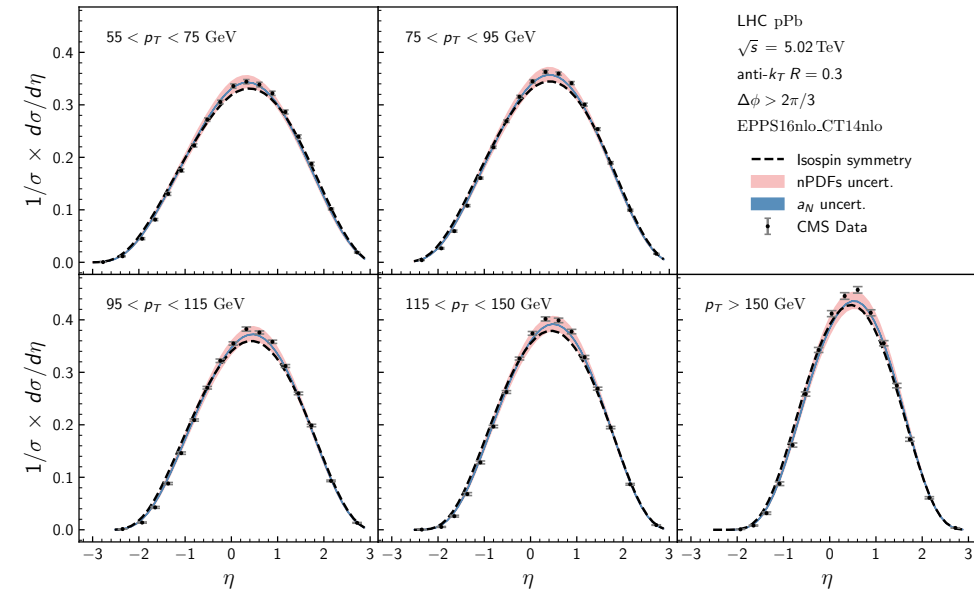 55 < p_T < 75 GeV
75 < p_T < 95 GeV
LHC pPb
√s = 5.02 TeV
anti-k_T R = 0.3
Δϕ > 2π/3
EPPS16nlo_CT14nlo
Isospin symmetry
nPDFs uncert.
a_N uncert.
CMS Data
1/σ × dσ/dη
0.4
0.3
0.2
0.1
0.0
95 < p_T < 115 GeV
115 < p_T < 150 GeV
p_T > 150 GeV
1/σ × dσ/dη
0.4
0.3
0.2
0.1
0.0
−3 −2 −1 0 1 2 3
−3 −2 −1 0 1 2 3
−3 −2 −1 0 1 2 3
η
η
η